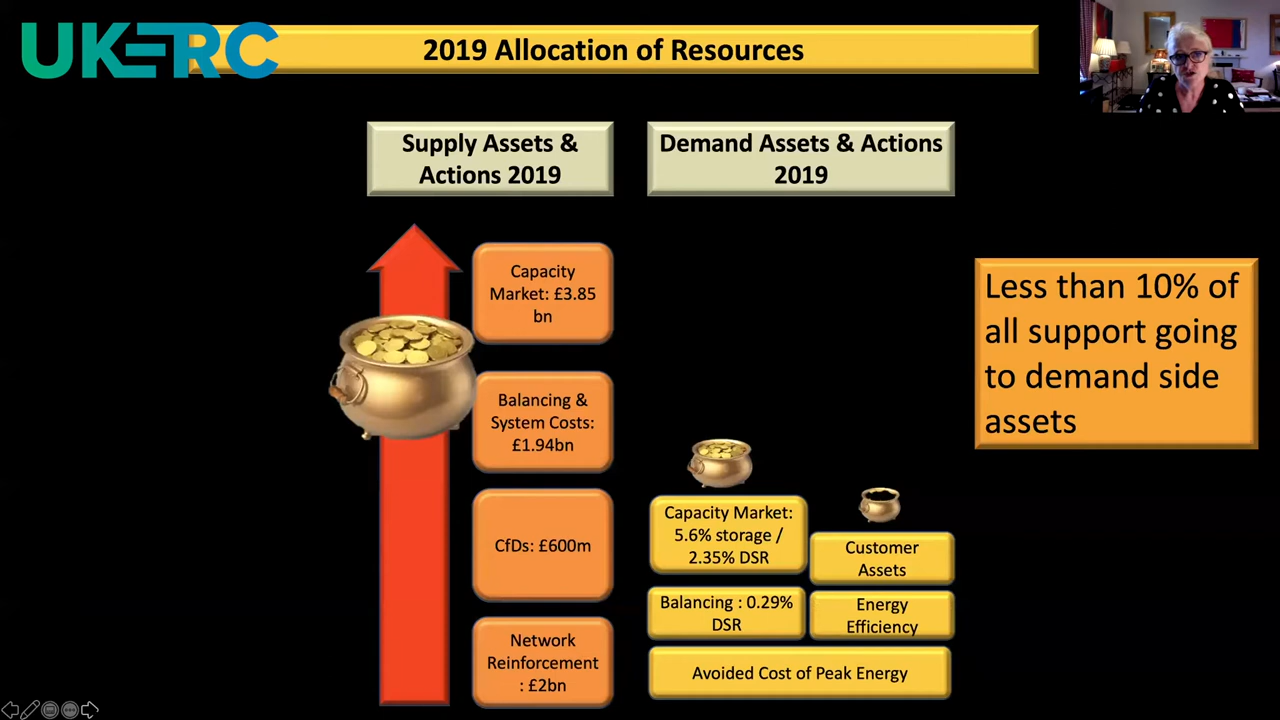 UKERC
2019 Allocation of Resources
Supply Assets &
Actions 2019
Demand Assets & Actions
2019
Capacity
Market: £3.85
bn
Balancing &
System Costs:
£1.94bn
CfDs: £600m
Network
Reinforcement
: £2bn
Capacity Market:
5.6% storage /
2.35% DSR
Customer
Assets
Balancing : 0.29%
DSR
Energy
Efficiency
Avoided Cost of Peak Energy
Less than 10% of
all support going
to demand side
assets